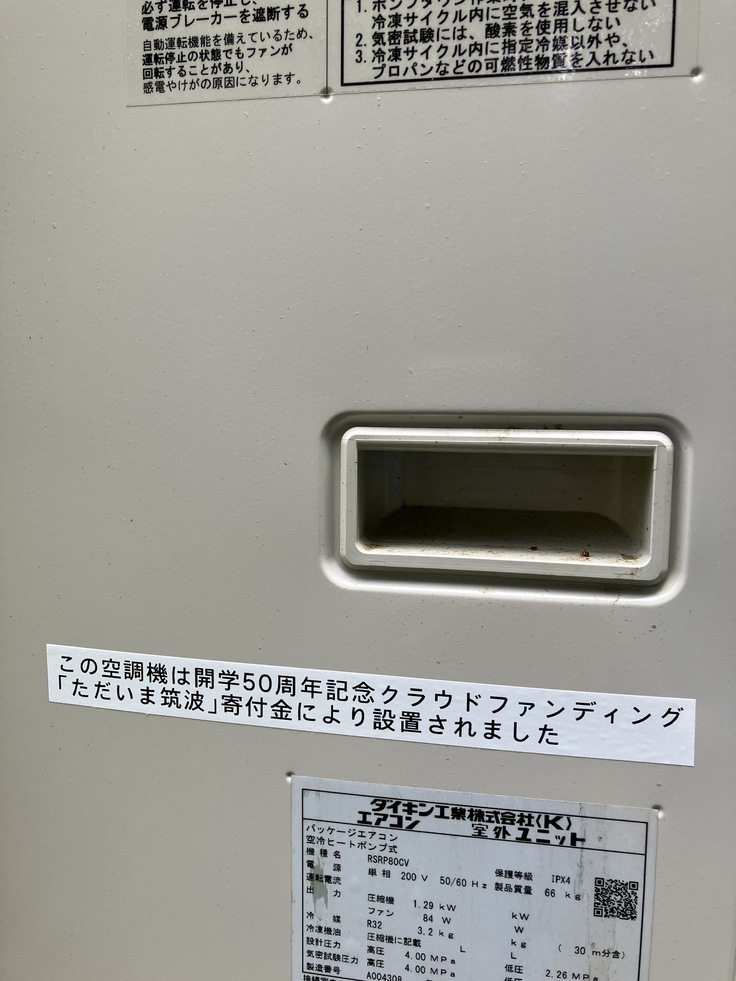 必ず運転を停止し、
電源ブレーカーを遮断する
自動運転機能を備えているため、
運転停止の状態でもファンが
回転することがあり、
感電やけがの原因になります。
冷凍サイクル内に空気を混入させない
2. 気密試験には、酸素を使用しない
3. 冷凍サイクル内に指定冷媒以外や、
プロパンなどの可燃性物質を入れない
この空調機は開学50周年記念クラウドファンディング
「ただいま筑波」寄付金により設置されました
ダイキン工業株式会社〈K〉
エアコン 室外ユニット
パッケージエアコン
空冷ヒートポンプ式
機種名 RSRP80CV
電源 単相 200 V 50/60 Hz
保護等級 IPX4
運転電流
製品質量 66 kg
出力 圧縮機 1.29 kW kW
ファン 84 W W
冷媒 R32 3.2 kg kg ( 30 m分含)
冷凍機油 圧縮機に記載 L L
設計圧力 高圧 4.00 MPa 低圧 2.26 MPa
気密試験圧力 高圧 4.00 MPa 低圧
製造番号 A004308